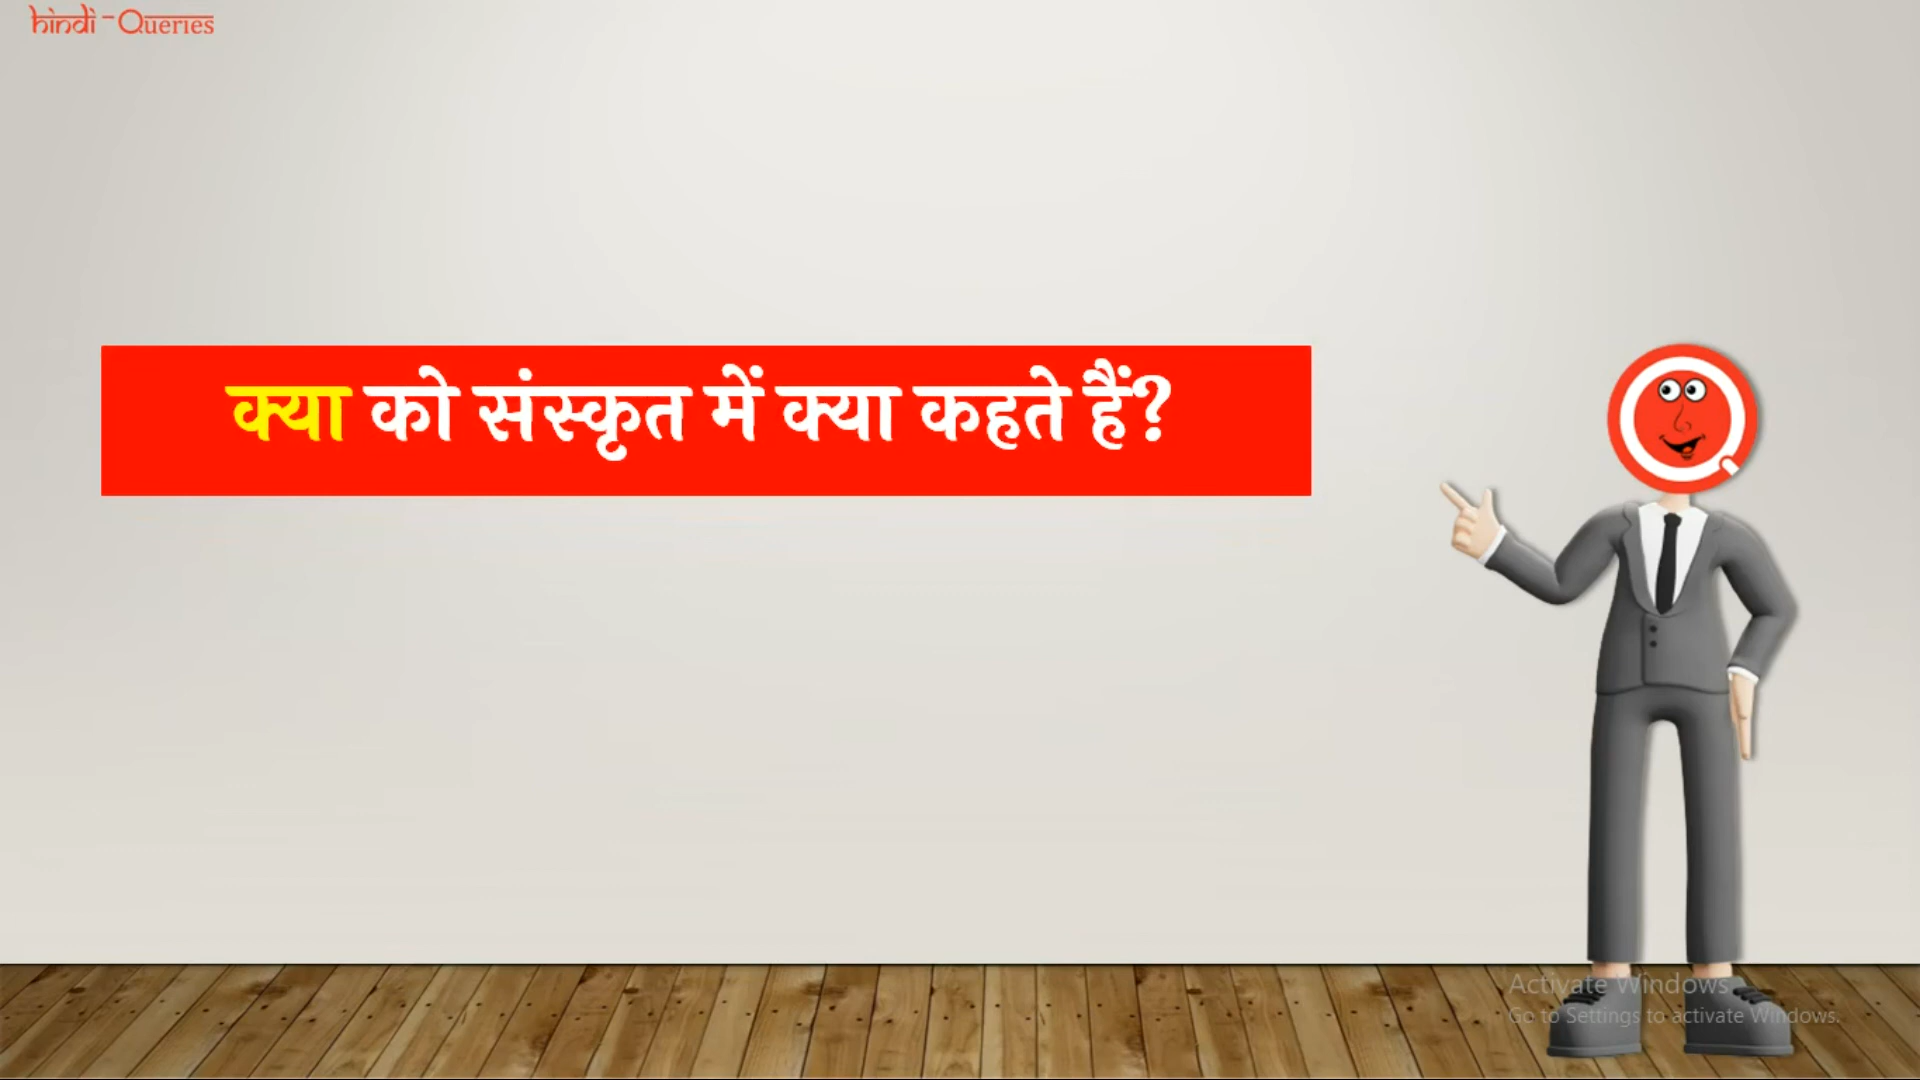 hindi-Queries
क्या को संस्कृत में क्या कहते हैं?
Activate Windows
Go to Settings to activate Windows.